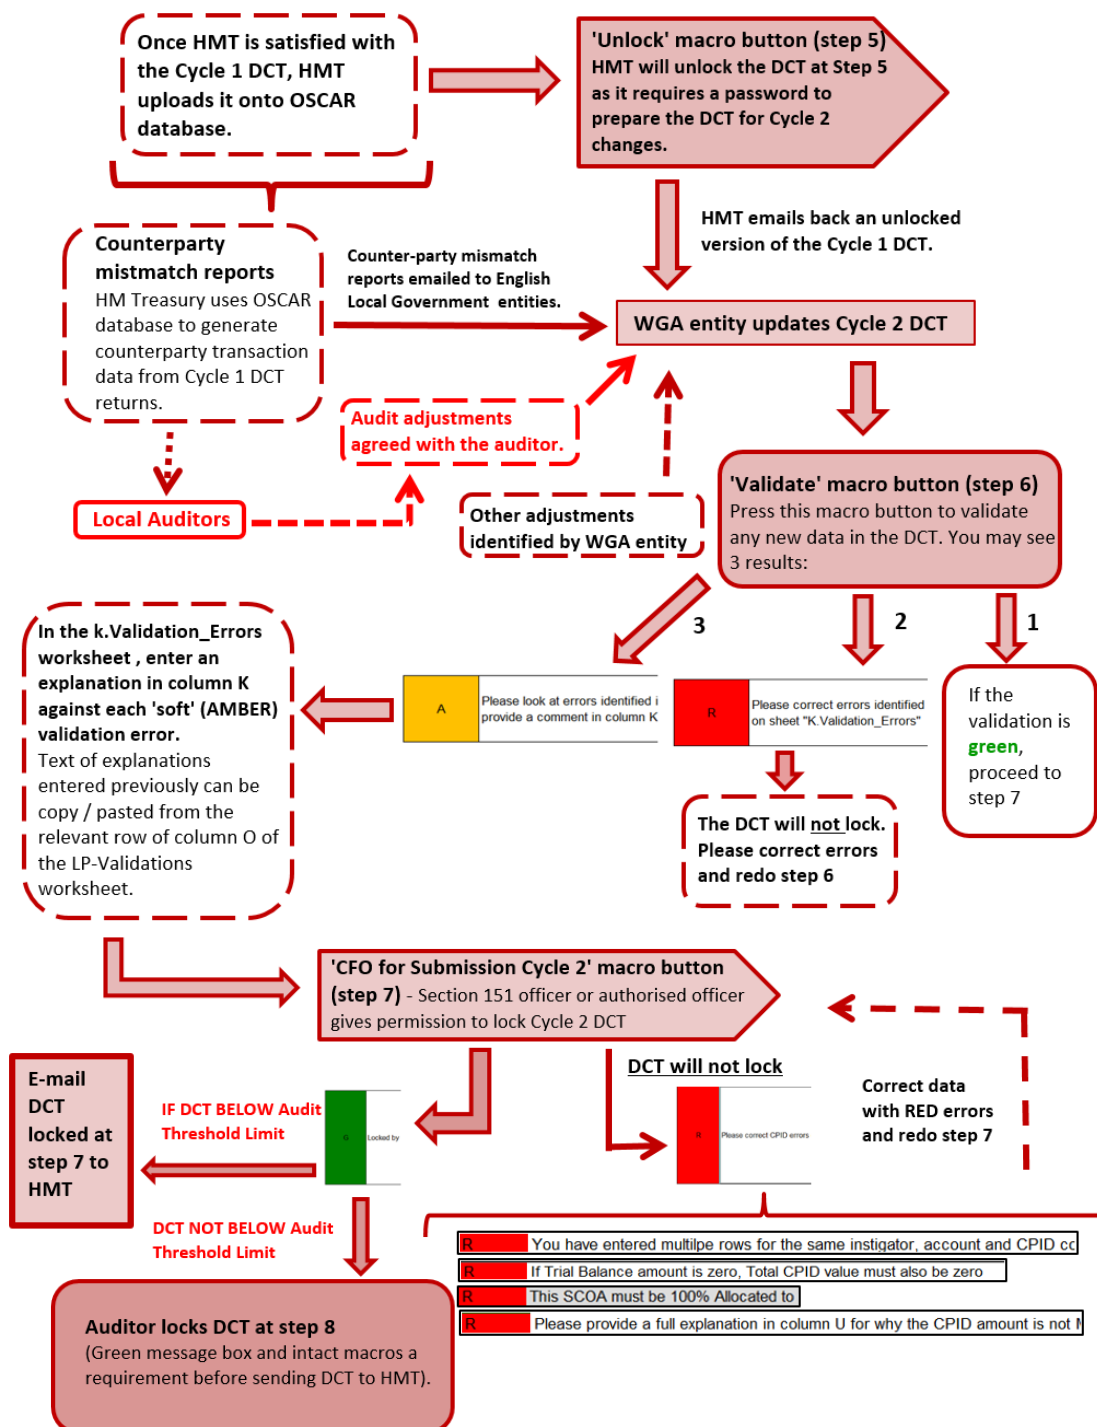 Once HMT is satisfied with
the Cycle 1 DCT, HMT
uploads it onto OSCAR
database.
'Unlock' macro button (step 5)
HMT will unlock the DCT at Step 5
as it requires a password to
prepare the DCT for Cycle 2
changes.
HMT emails back an unlocked
version of the Cycle 1 DCT.
Counterparty
mistmatch reports
HM Treasury uses OSCAR
database to generate
counterparty transaction
data from Cycle 1 DCT
returns.
Counter-party mismatch
reports emailed to English
Local Government entities.
WGA entity updates Cycle 2 DCT
Audit adjustments
agreed with the auditor.
Local Auditors
Other adjustments
identified by WGA entity
'Validate' macro button (step 6)
Press this macro button to validate
any new data in the DCT. You may see
3 results:
3
2
1
In the k.Validation_Errors
worksheet , enter an
explanation in column K
against each 'soft' (AMBER)
validation error.
Text of explanations
entered previously can be
copy / pasted from the
relevant row of column O of
the LP-Validations
worksheet.
A
Please look at errors identified i
provide a comment in column K
R
Please correct errors identified
on sheet "K.Validation_Errors"
If the
validation is
green,
proceed to
step 7
The DCT will not lock.
Please correct errors
and redo step 6
'CFO for Submission Cycle 2' macro button
(step 7) - Section 151 officer or authorised officer
gives permission to lock Cycle 2 DCT
E-mail
DCT
locked at
step 7 to
HMT
IF DCT BELOW Audit
Threshold Limit
G
Locked by
DCT will not lock
R
Please correct CPID errors
Correct data
with RED errors
and redo step 7
DCT NOT BELOW Audit
Threshold Limit
R You have entered multilpe rows for the same instigator, account and CPID cc
R If Trial Balance amount is zero, Total CPID value must also be zero
R This SCOA must be 100% Allocated to
R Please provide a full explanation in column U for why the CPID amount is not
Auditor locks DCT at step 8
(Green message box and intact macros a
requirement before sending DCT to HMT).